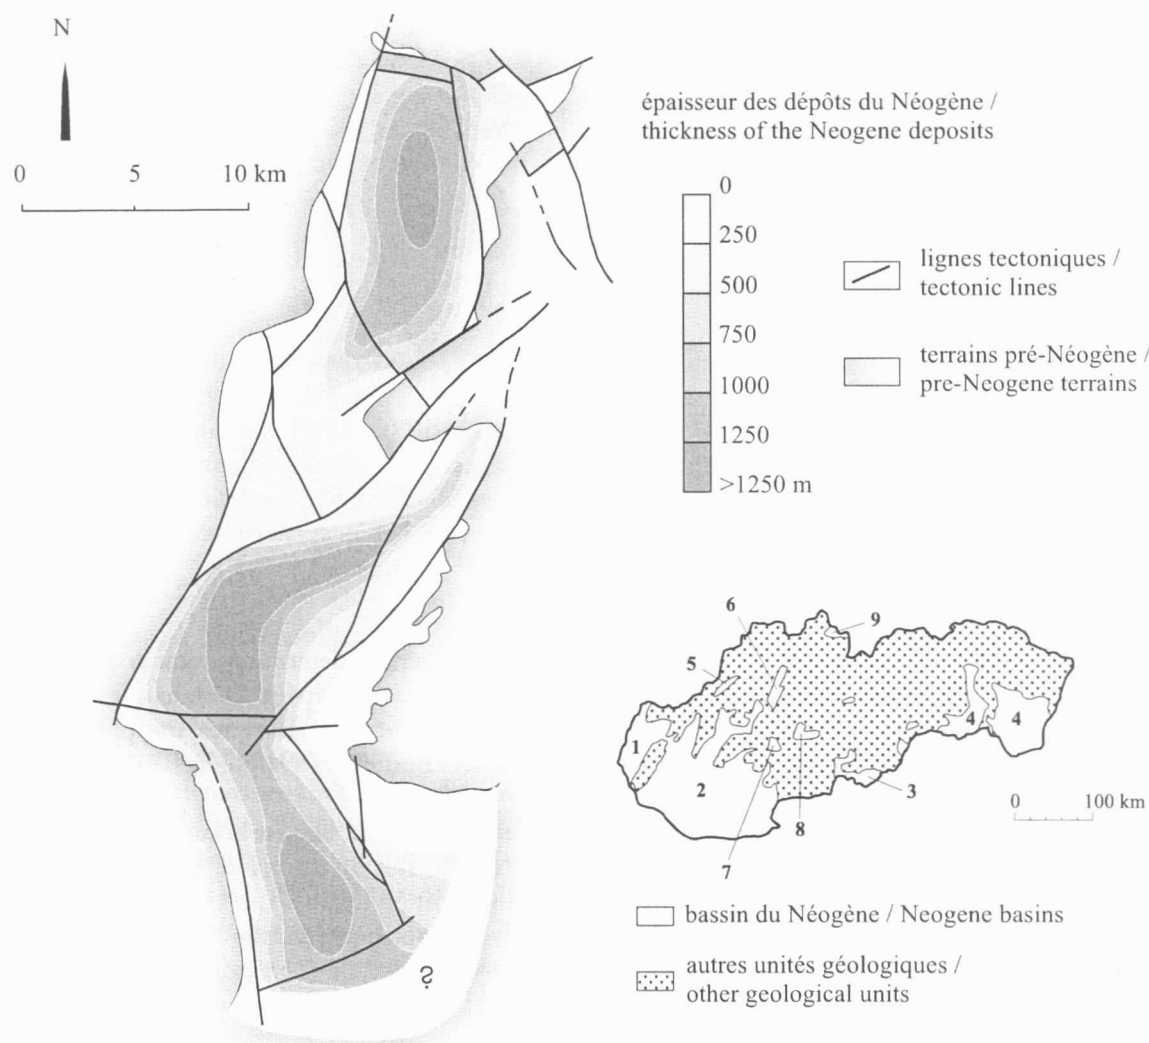 N
0 5 10 km
épaisseur des dépôts du Néogène /
thickness of the Neogene deposits
0
250
500
750
1000
1250
>1250 m
lignes tectoniques /
tectonic lines
terrains pré-Néogène /
pre-Neogene terrains
?
6
9
5
4
4
1
2
3
8
7
0 100 km
bassin du Néogène / Neogene basins
autres unités géologiques /
other geological units